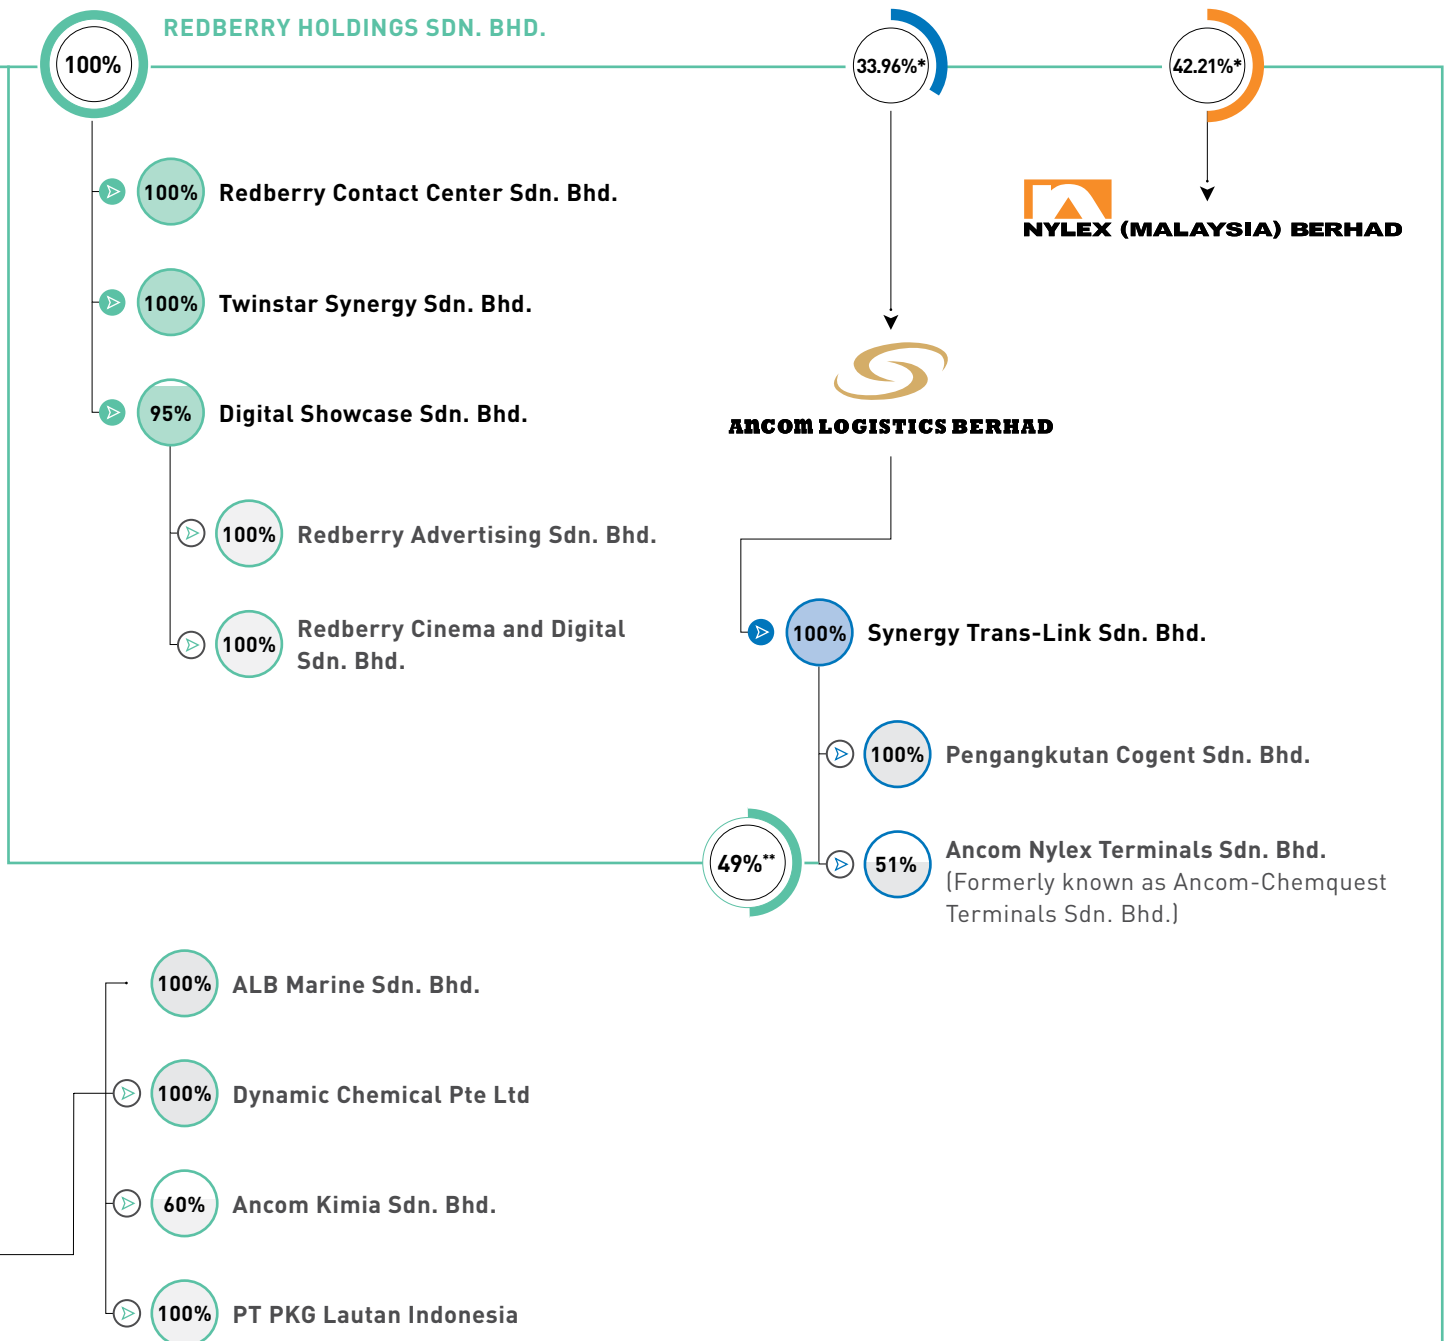 REDBERRY HOLDINGS SDN. BHD.
100%
33.96%*
42.21%*
100%
Redberry Contact Center Sdn. Bhd.
NYLEX (MALAYSIA) BERHAD
100%
Twinstar Synergy Sdn. Bhd.
95%
Digital Showcase Sdn. Bhd.
ANCOM LOGISTICS BERHAD
100%
Redberry Advertising Sdn. Bhd.
100%
Redberry Cinema and Digital
Sdn. Bhd.
100%
Synergy Trans-Link Sdn. Bhd.
100%
Pengangkutan Cogent Sdn. Bhd.
49%**
51%
Ancom Nylex Terminals Sdn. Bhd.
(Formerly known as Ancom-Chemquest
Terminals Sdn. Bhd.)
100%
ALB Marine Sdn. Bhd.
100%
Dynamic Chemical Pte Ltd
60%
Ancom Kimia Sdn. Bhd.
100%
PT PKG Lautan Indonesia